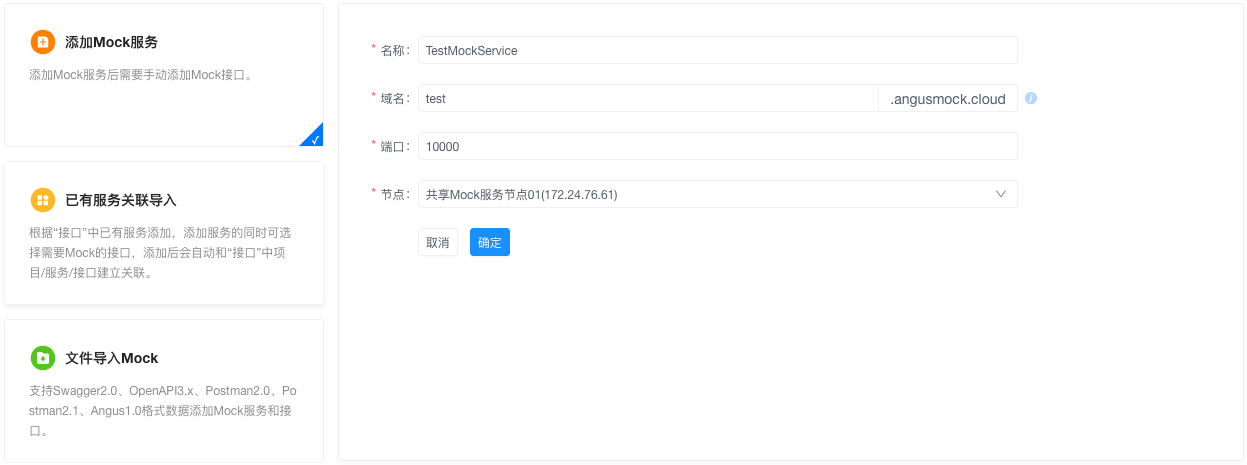 添加Mock服务
添加Mock服务后需要手动添加Mock接口。
已有服务关联导入
根据“接口”中已有服务添加，添加服务的同时可选
择需要Mock的接口，添加后会自动和“接口”中项
目/服务/接口建立关联。
文件导入Mock
支持Swagger2.0、OpenAPI3.x、Postman2.0、Po
stman2.1、Angus1.0格式数据添加Mock服务和接
口。
* 名称： TestMockService
* 域名： test .angusmock.cloud
* 端口： 10000
* 节点： 共享Mock服务节点01(172.24.76.61)
取消 确定